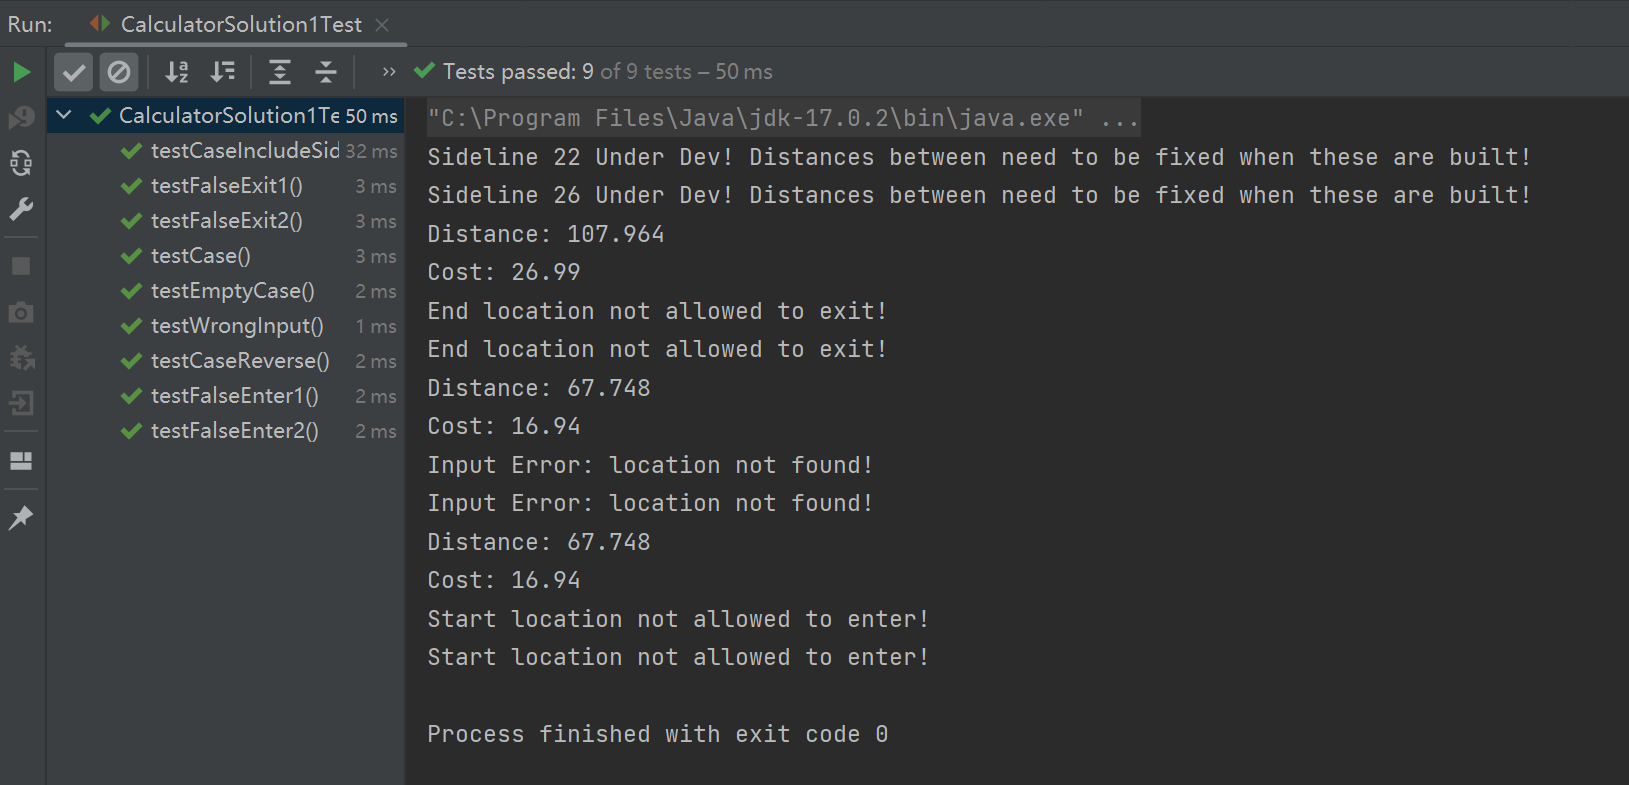 Run: CalculatorSolution1Test
Tests passed: 9 of 9 tests – 50 ms
CalculatorSolution1Te 50 ms
testCaseIncludeSid 32 ms
testFalseExit1() 3 ms
testFalseExit2() 3 ms
testCase() 3 ms
testEmptyCase() 2 ms
testWrongInput() 1 ms
testCaseReverse() 2 ms
testFalseEnter1() 2 ms
testFalseEnter2() 2 ms
"C:\Program Files\Java\jdk-17.0.2\bin\java.exe" ...
Sideline 22 Under Dev! Distances between need to be fixed when these are built!
Sideline 26 Under Dev! Distances between need to be fixed when these are built!
Distance: 107.964
Cost: 26.99
End location not allowed to exit!
End location not allowed to exit!
Distance: 67.748
Cost: 16.94
Input Error: location not found!
Input Error: location not found!
Distance: 67.748
Cost: 16.94
Start location not allowed to enter!
Start location not allowed to enter!
Process finished with exit code 0